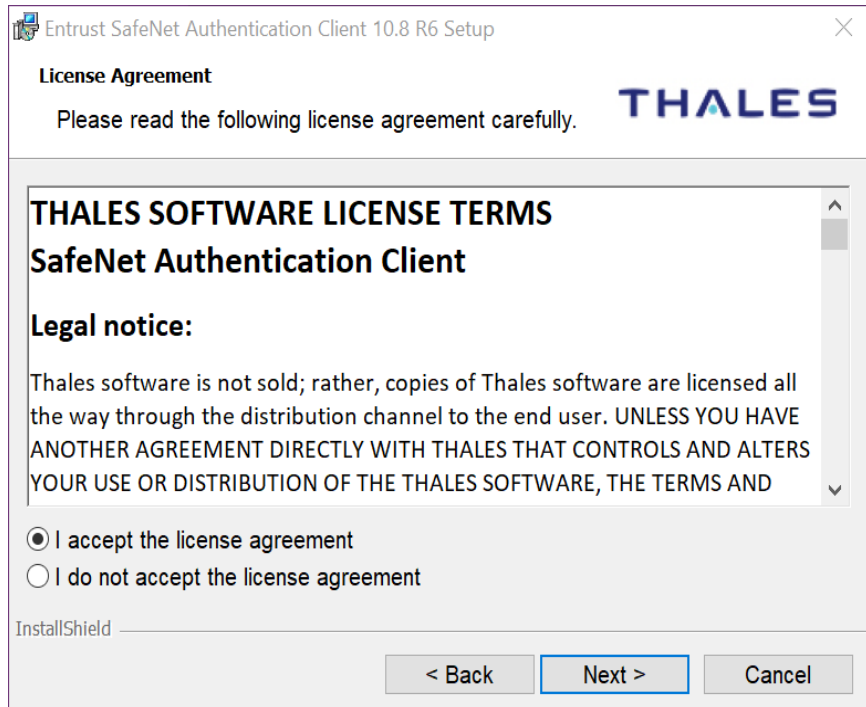 Entrust SafeNet Authentication Client 10.8 R6 Setup
License Agreement
Please read the following license agreement carefully.
THALES
THALES SOFTWARE LICENSE TERMS
SafeNet Authentication Client
Legal notice:
Thales software is not sold; rather, copies of Thales software are licensed all
the way through the distribution channel to the end user. UNLESS YOU HAVE
ANOTHER AGREEMENT DIRECTLY WITH THALES THAT CONTROLS AND ALTERS
YOUR USE OR DISTRIBUTION OF THE THALES SOFTWARE, THE TERMS AND
I accept the license agreement
I do not accept the license agreement
InstallShield
< Back
Next >
Cancel